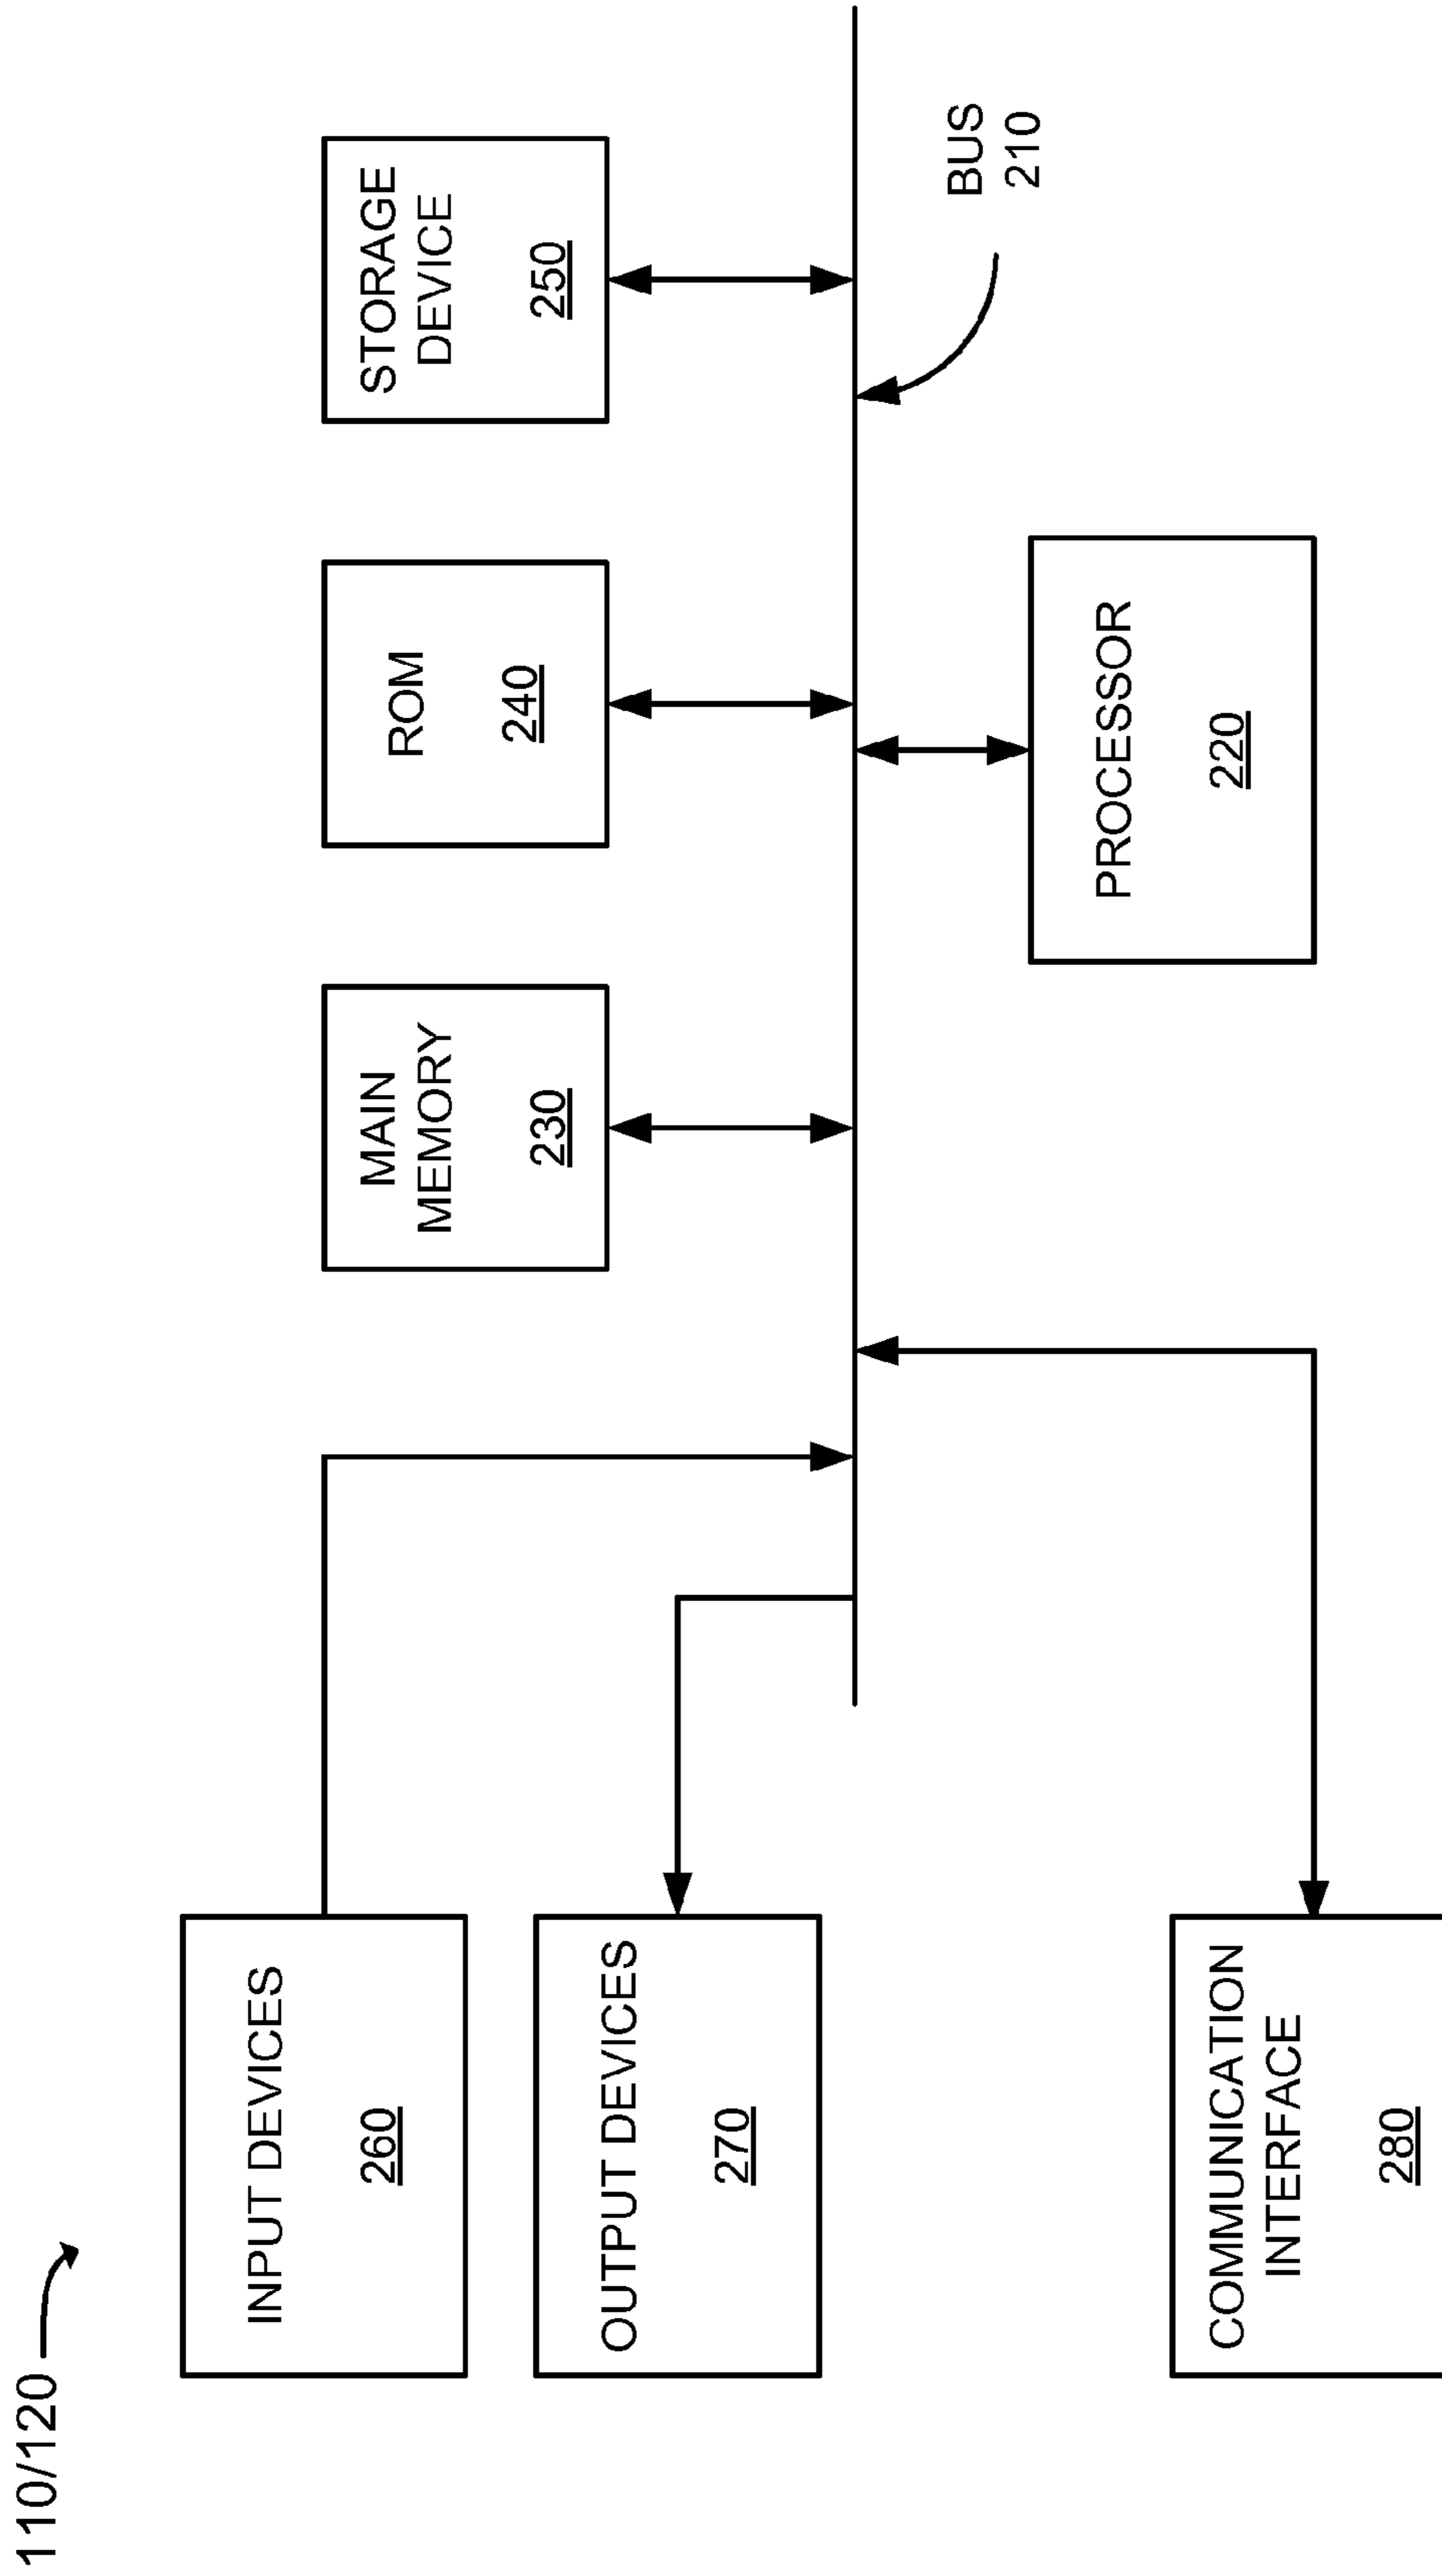 110/120
INPUT DEVICES
260
OUTPUT DEVICES
270
COMMUNICATION
INTERFACE
280
MAIN
MEMORY
230
ROM
240
STORAGE
DEVICE
250
PROCESSOR
220
BUS
210